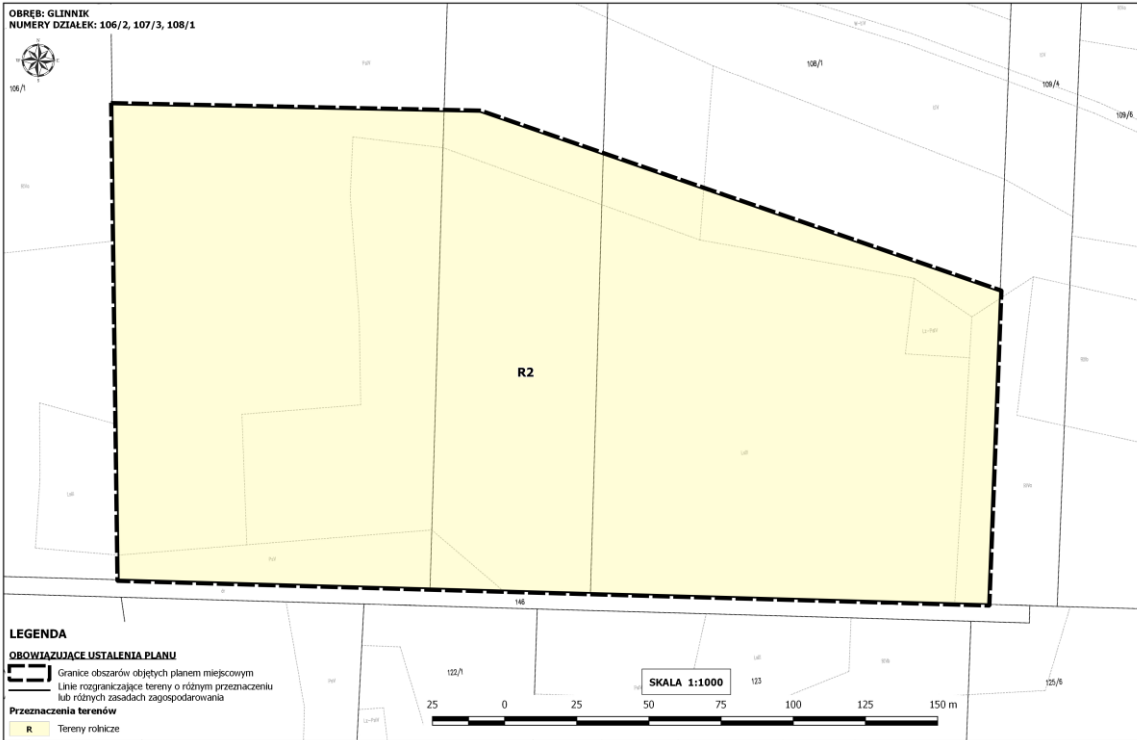 OBRĘB: GLINNIK
NUMERY DZIAŁEK: 106/2, 107/3, 108/1
N
W
E
S
106/1
108/1
109/4
109/6
R2
146
122/1
123
125/6
LEGENDA
OBOWIĄZUJĄCE USTALENIA PLANU
Granice obszarów objętych planem miejscowym
Linie rozgraniczające tereny o różnym przeznaczeniu
lub różnych zasadach zagospodarowania
Przeznaczenia terenów
R Tereny rolnicze
SKALA 1:1000
25 0 25 50 75 100 125 150 m